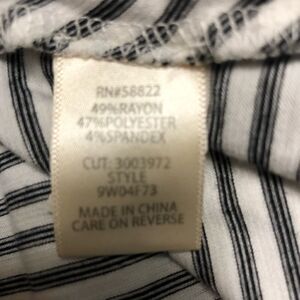 RN#58822
49%RAYON
47%POLYESTER
4%SPANDEX
CUT: 3003972
STYLE
9W04F73
MADE IN CHINA
CARE ON REVERSE